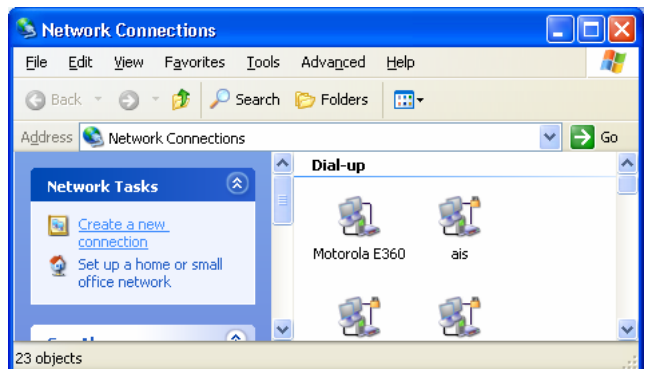 Network Connections
File Edit View Favorites Tools Advanced Help
Back Search Folders
Address Network Connections Go
Network Tasks
Create a new
connection
Set up a home or small
office network
Dial-up
Motorola E360 ais
23 objects